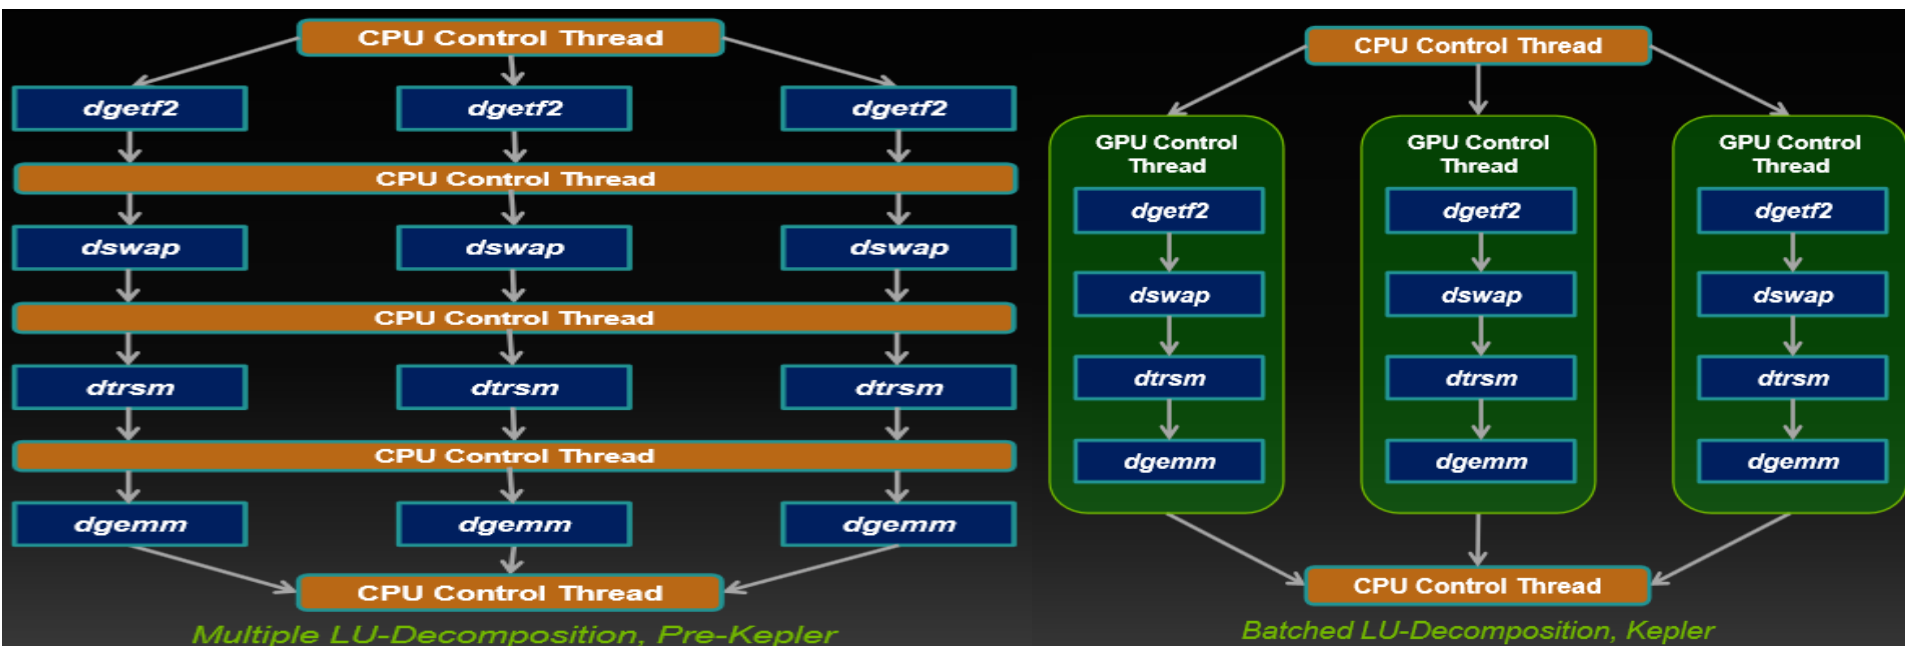 CPU Control Thread
dgetf2 dgetf2 dgetf2
CPU Control Thread
dswap dswap dswap
CPU Control Thread
dtrsm dtrsm dtrsm
CPU Control Thread
dgemm dgemm dgemm
CPU Control Thread
Multiple LU-Decomposition, Pre-Kepler
CPU Control Thread
GPU Control GPU Control GPU Control
Thread Thread Thread
dgetf2 dgetf2 dgetf2
dswap dswap dswap
dtrsm dtrsm dtrsm
dgemm dgemm dgemm
CPU Control Thread
Batched LU-Decomposition, Kepler